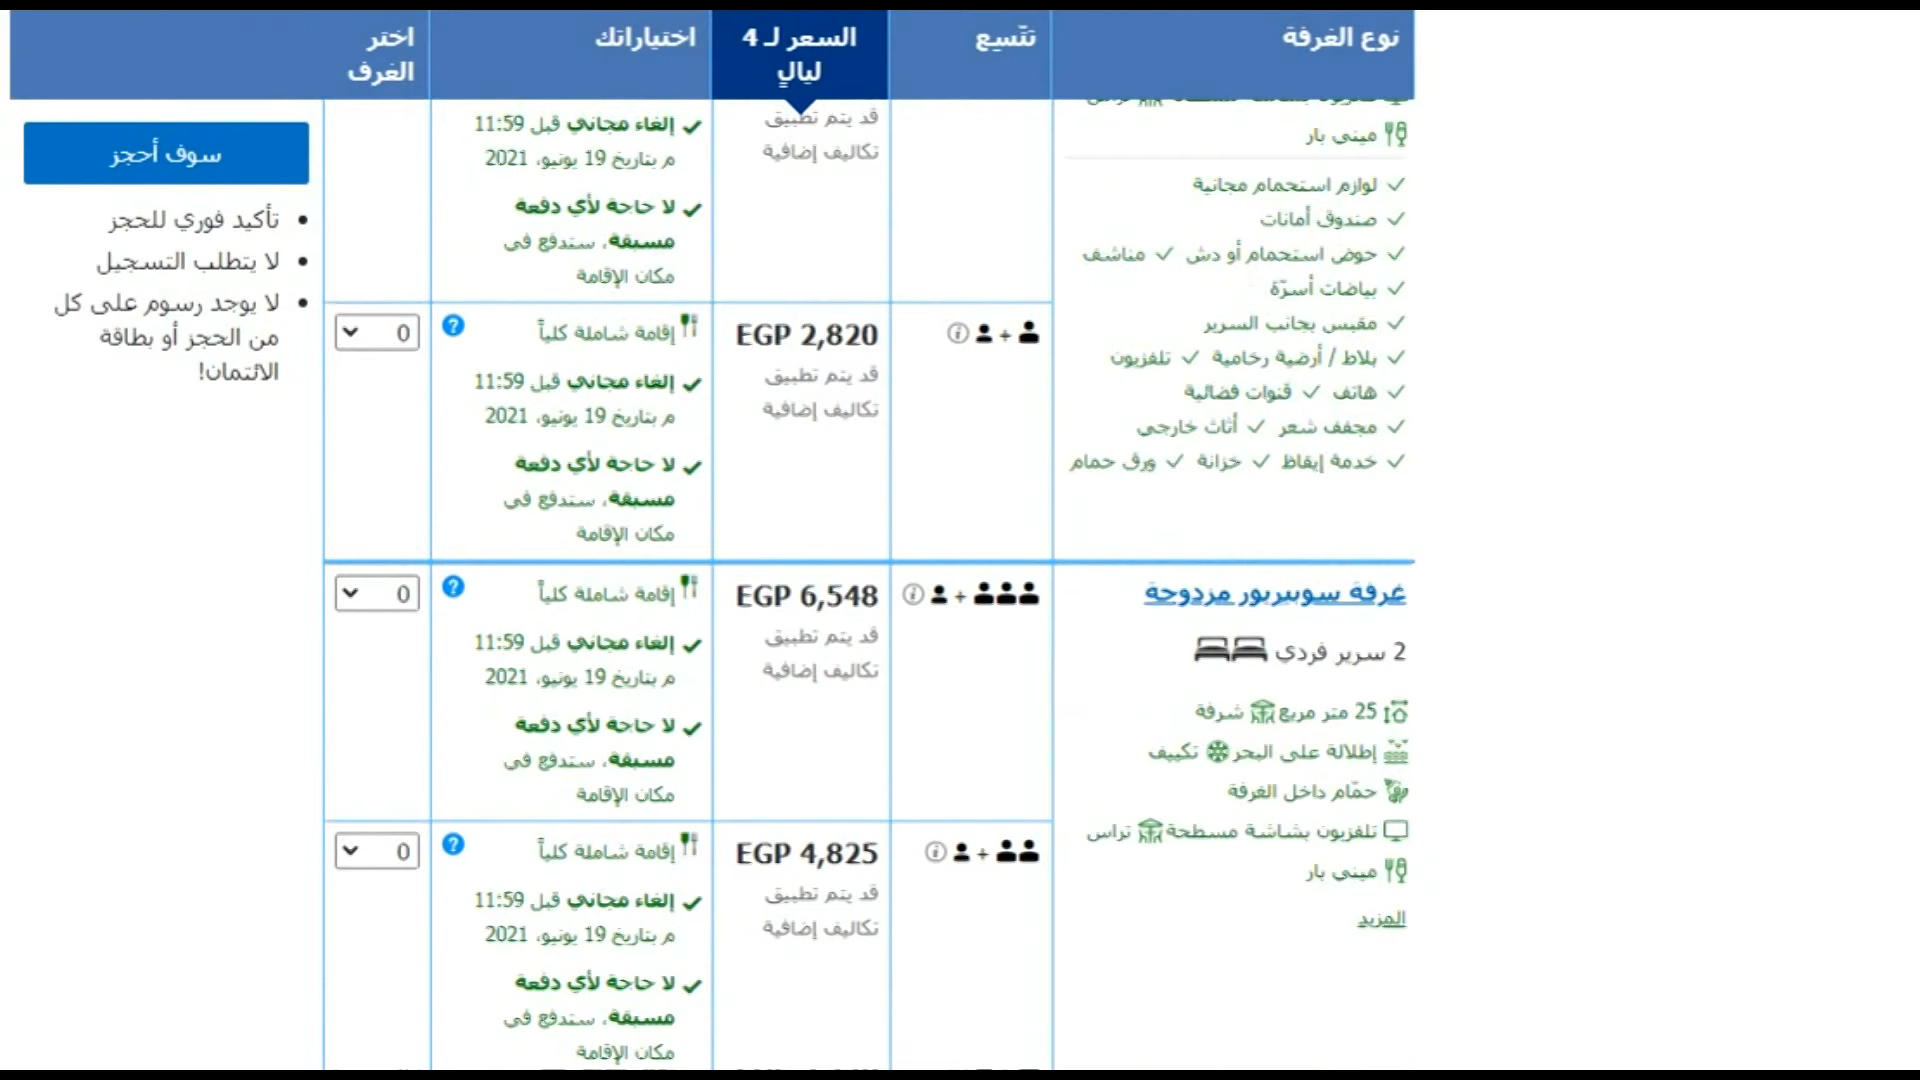 نوع الغرفة
تتّسع
السعر لـ 4
ليالٍ
اختياراتك
اختر
الغرف
ميني بار
لوازم استحمام مجانية
صندوق أمانات
حوض استحمام أو دش مناشف
بياضات أسرّة
مقبس بجانب السرير
بلاط / أرضية رخامية تلفزيون
هاتف قنوات فضائية
مجفف شعر أثاث خارجي
خدمة إيقاظ خزانة ورق حمام
قد يتم تطبيق
تكاليف إضافية
إلغاء مجاني قبل 11:59
م بتاريخ 19 يونيو، 2021
لا حاجة لأي دفعة
مسبقة، ستدفع في
مكان الإقامة
+
EGP 2,820
قد يتم تطبيق
تكاليف إضافية
إقامة شاملة كلياً
إلغاء مجاني قبل 11:59
م بتاريخ 19 يونيو، 2021
لا حاجة لأي دفعة
مسبقة، ستدفع في
مكان الإقامة
0
غرفة سوبيريور مزدوجة
2 سرير فردي
25 متر مربع شرفة
إطلالة على البحر تكييف
حمّام داخل الغرفة
تلفزيون بشاشة مسطحة تراس
ميني بار
المزيد
+
EGP 6,548
قد يتم تطبيق
تكاليف إضافية
إقامة شاملة كلياً
إلغاء مجاني قبل 11:59
م بتاريخ 19 يونيو، 2021
لا حاجة لأي دفعة
مسبقة، ستدفع في
مكان الإقامة
0
+
EGP 4,825
قد يتم تطبيق
تكاليف إضافية
إقامة شاملة كلياً
إلغاء مجاني قبل 11:59
م بتاريخ 19 يونيو، 2021
لا حاجة لأي دفعة
مسبقة، ستدفع في
مكان الإقامة
0
سوف أحجز
تأكيد فوري للحجز
لا يتطلب التسجيل
لا يوجد رسوم على كل
من الحجز أو بطاقة
الائتمان!